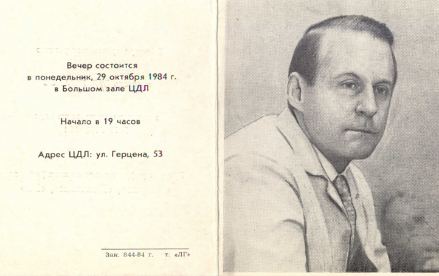 Вечер состоится
в понедельник, 29 октября 1984 г.
в Большом зале ЦДЛ
Начало в 19 часов
Адрес ЦДЛ: ул. Герцена, 53
Зак. 844-84 г. т. «ЛГ»